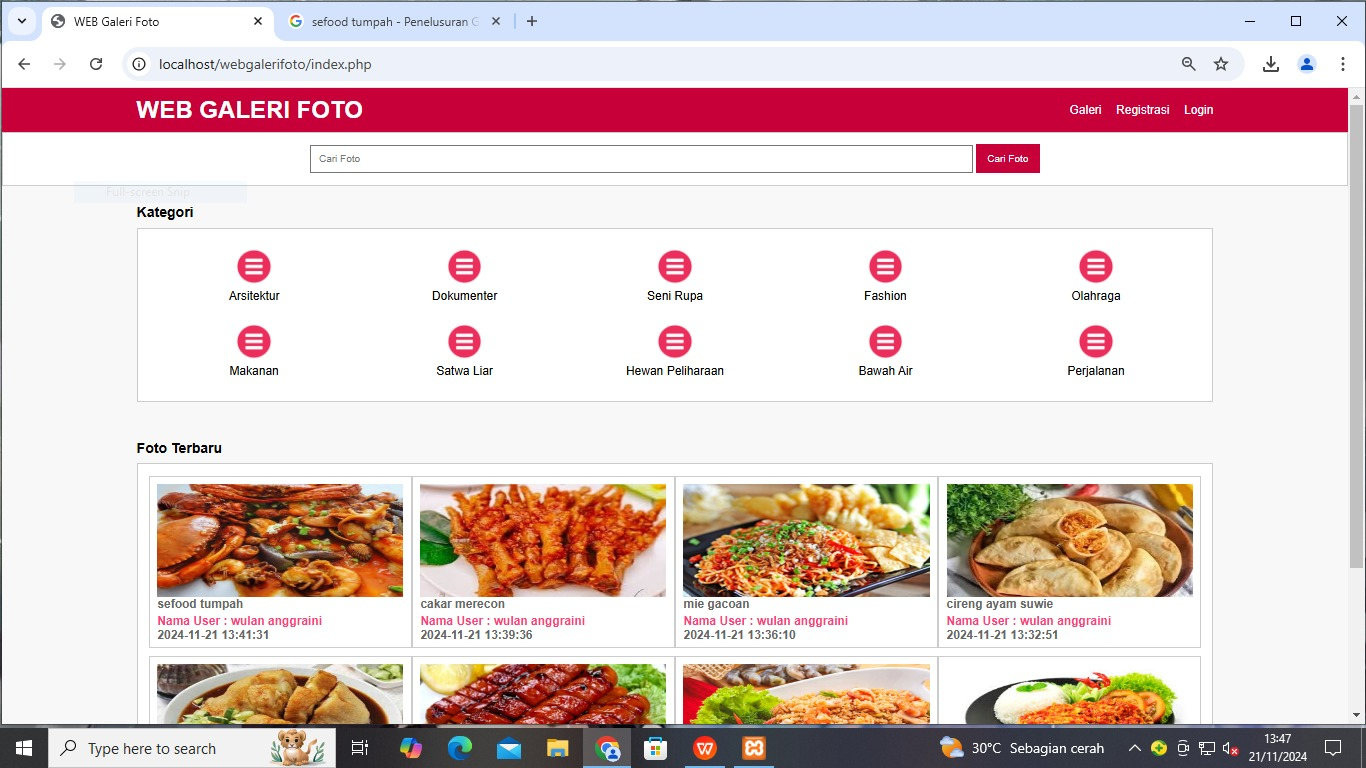 WEB Galeri Foto
sefood tumpah - Penelusuran G
localhost/webgalerifoto/index.php
WEB GALERI FOTO
Galeri Registrasi Login
Cari Foto Cari Foto
Full-screen Snip
Kategori
Arsitektur Dokumenter Seni Rupa Fashion Olahraga
Makanan Satwa Liar Hewan Peliharaan Bawah Air Perjalanan
Foto Terbaru
sefood tumpah cakar merecon mie gacoan cireng ayam suwie
Nama User : wulan anggraini Nama User : wulan anggraini Nama User : wulan anggraini Nama User : wulan anggraini
2024-11-21 13:41:31 2024-11-21 13:39:36 2024-11-21 13:36:10 2024-11-21 13:32:51
Type here to search
30°C Sebagian cerah
13:47
21/11/2024